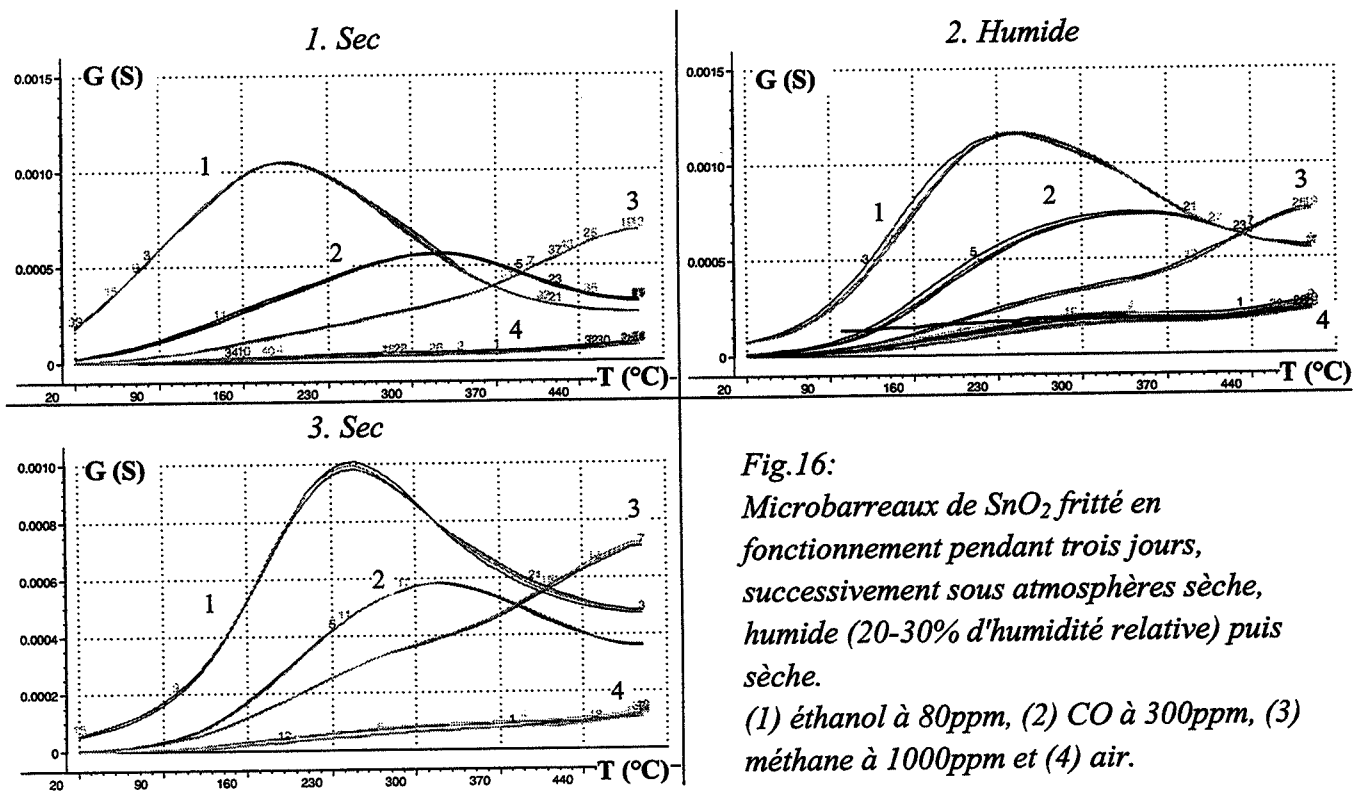 1. Sec
G (S)
0.0015
0.0010
0.0005
0
1
2
3
4
T (°C)
20 90 160 230 300 370 440
2. Humide
G (S)
0.0015
0.0010
0.0005
0
1
2
3
4
T (°C)
20 90 160 230 300 370 440
3. Sec
G (S)
0.0010
0.0008
0.0006
0.0004
0.0002
0
1
2
3
4
T (°C)
20 90 160 230 300 370 440
Fig.16:
Microbarreaux de SnO₂ fritté en
fonctionnement pendant trois jours,
successivement sous atmosphères sèche,
humide (20-30% d'humidité relative) puis
sèche.
(1) éthanol à 80ppm, (2) CO à 300ppm, (3)
méthane à 1000ppm et (4) air.